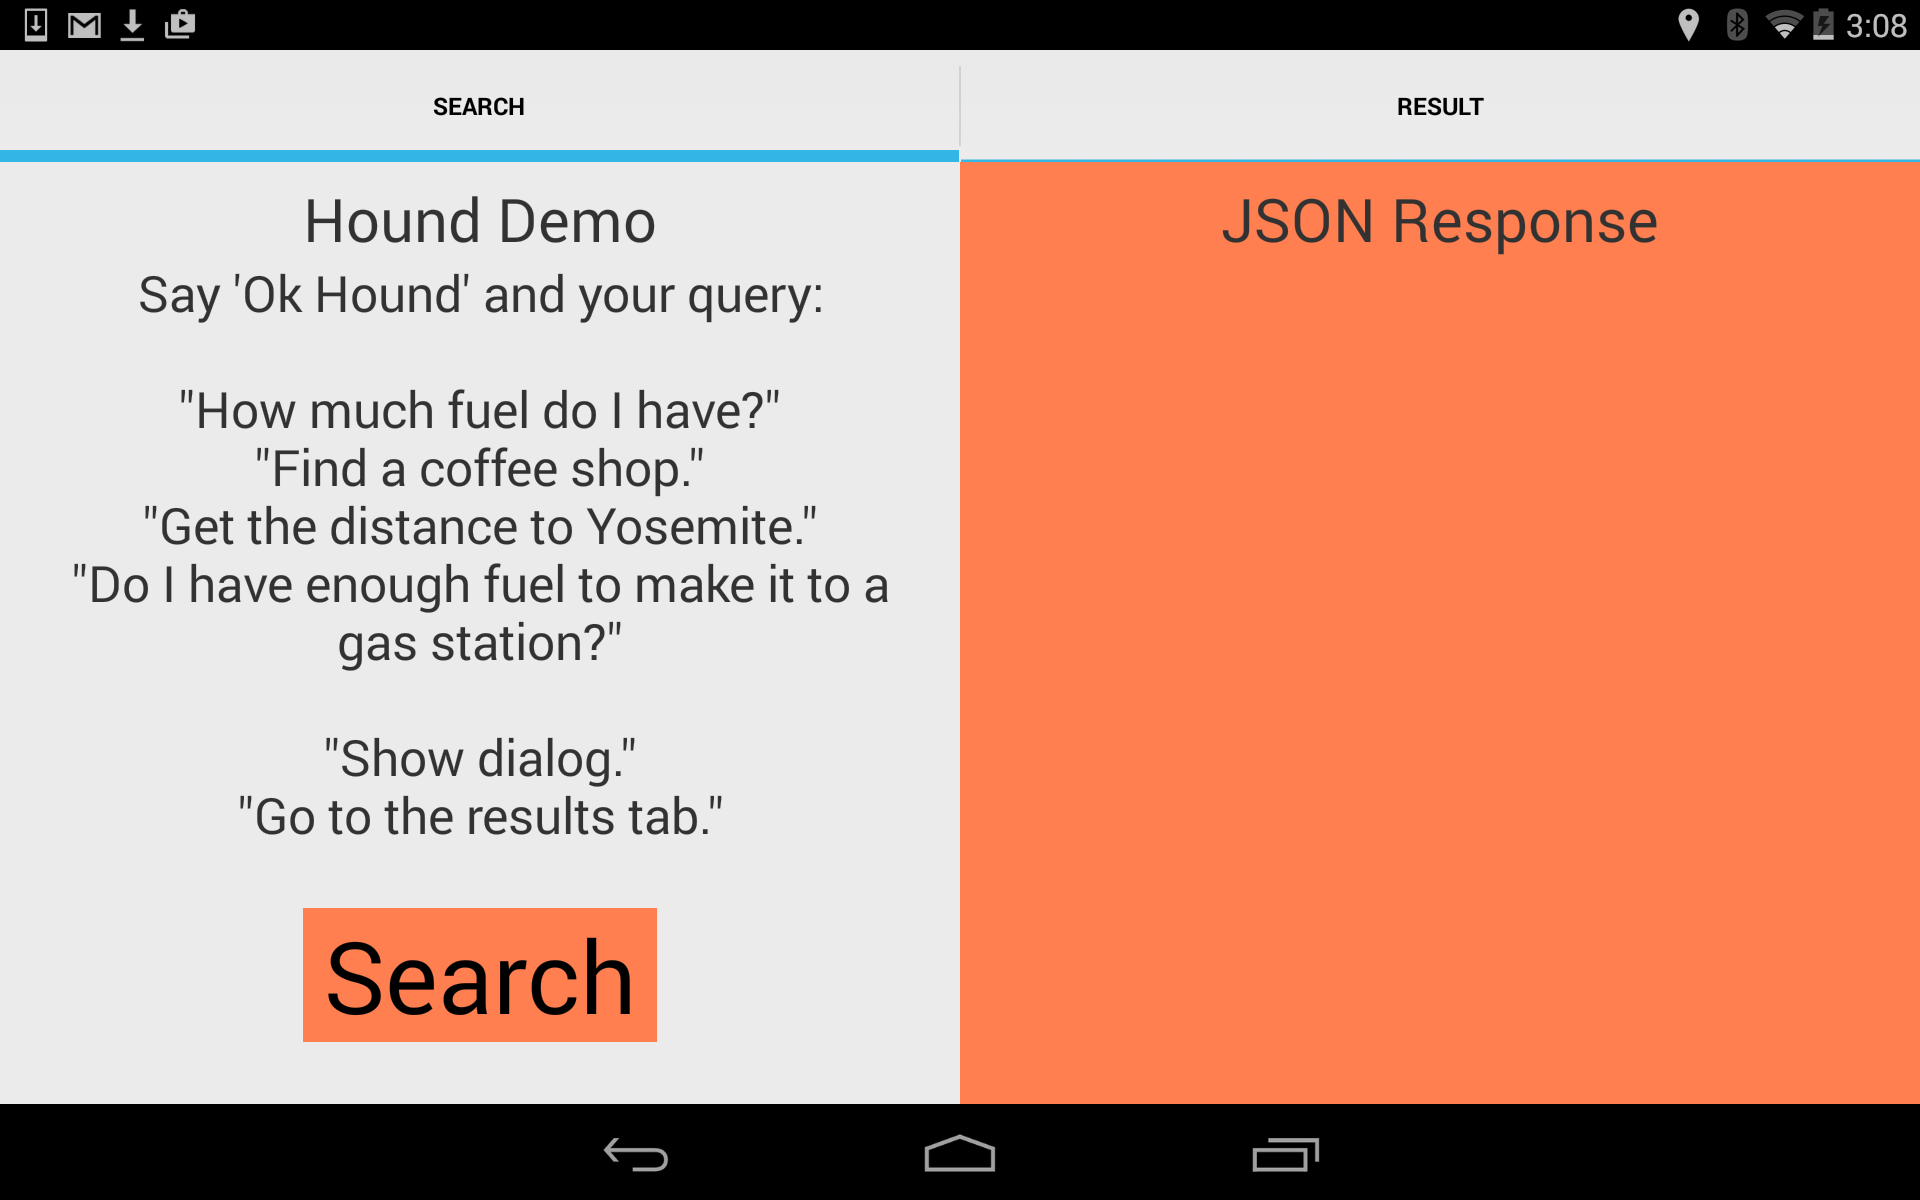 3:08
SEARCH
RESULT
Hound Demo
Say 'Ok Hound' and your query:
"How much fuel do I have?"
"Find a coffee shop."
"Get the distance to Yosemite."
"Do I have enough fuel to make it to a
gas station?"
"Show dialog."
"Go to the results tab."
Search
JSON Response